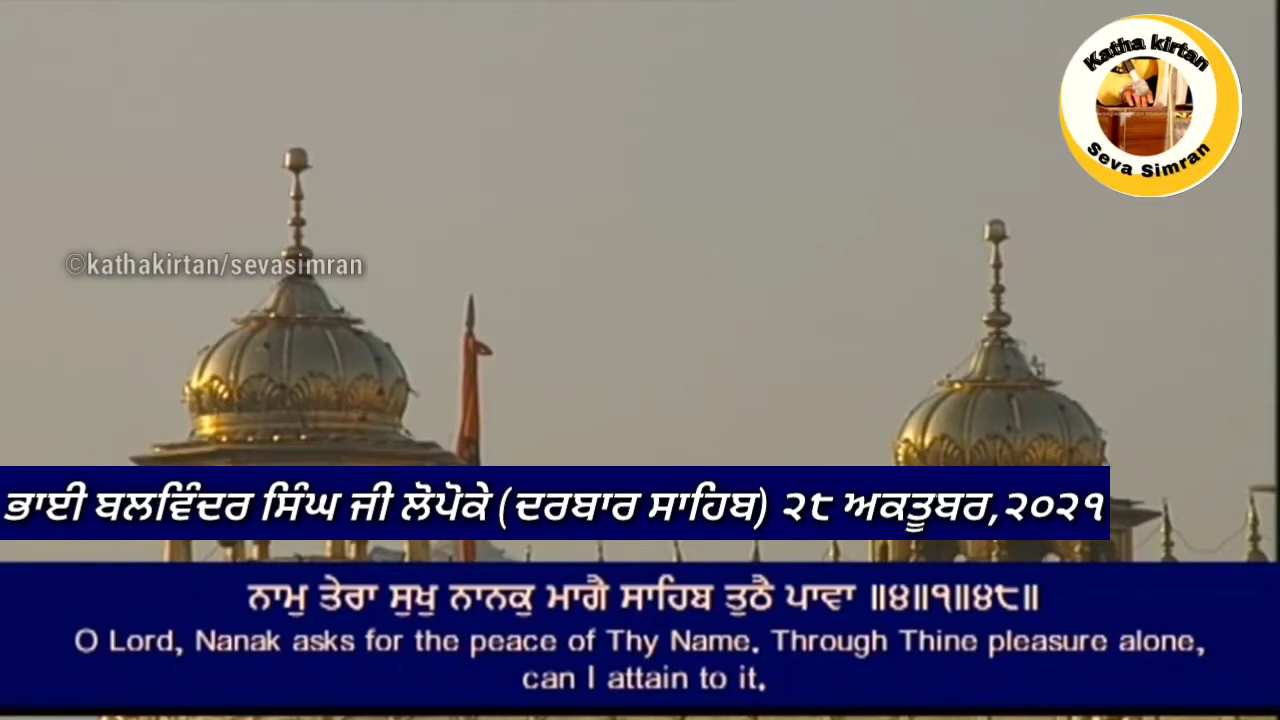 Katha kirtan
Seva Simran
©kathakirtan/sevasimran
ਭਾਈ ਬਲਵਿੰਦਰ ਸਿੰਘ ਜੀ ਲੋਪੋਕੇ (ਦਰਬਾਰ ਸਾਹਿਬ) ੨੮ ਅਕਤੂਬਰ,੨੦੨੧
ਨਾਮੁ ਤੇਰਾ ਸੁਖੁ ਨਾਨਕੁ ਮਾਗੈ ਸਾਹਿਬ ਤੁਠੈ ਪਾਵਾ ॥੪॥੧॥੪੮॥
O Lord, Nanak asks for the peace of Thy Name. Through Thine pleasure alone,
can I attain to it.